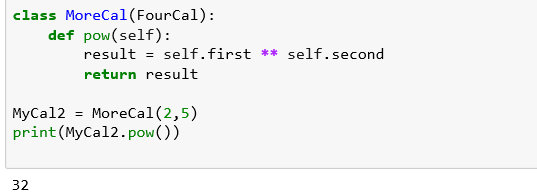 class MoreCal(FourCal):
    def pow(self):
        result = self.first ** self.second
        return result

MyCal2 = MoreCal(2,5)
print(MyCal2.pow())

32